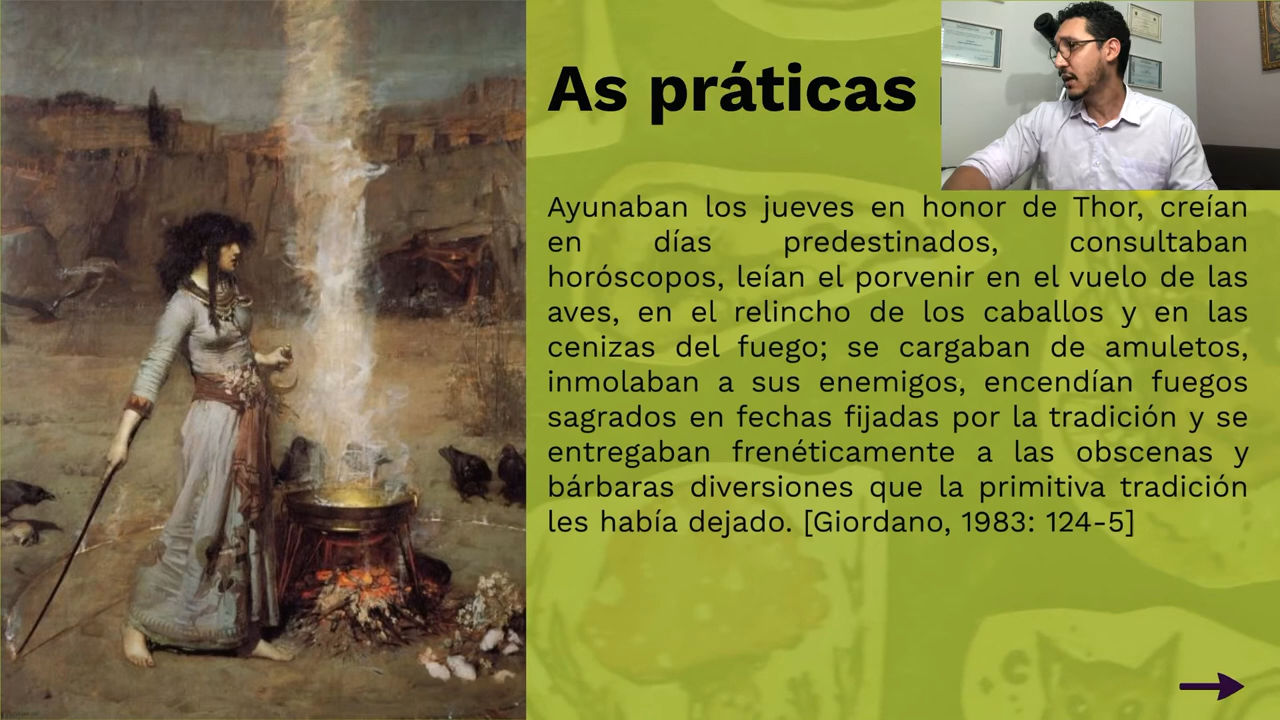 As práticas
Ayunaban los jueves en honor de Thor, creían
en días predestinados, consultaban
horóscopos, leían el porvenir en el vuelo de las
aves, en el relincho de los caballos y en las
cenizas del fuego; se cargaban de amuletos,
inmolaban a sus enemigos, encendían fuegos
sagrados en fechas fijadas por la tradición y se
entregaban frenéticamente a las obscenas y
bárbaras diversiones que la primitiva tradición
les había dejado. [Giordano, 1983: 124-5]